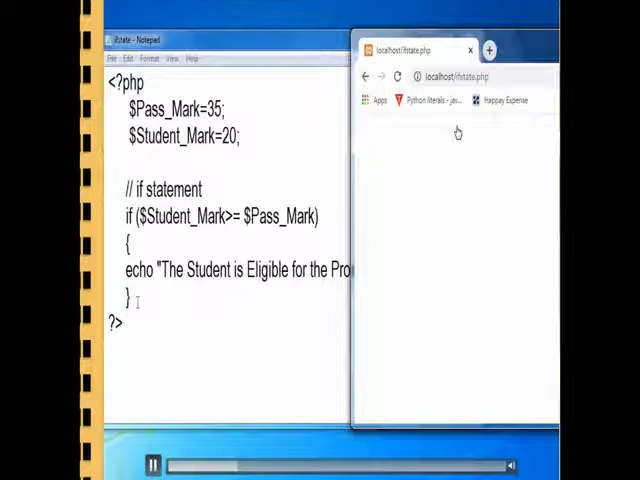 ifstate - Notepad
File Edit Format View Help
<?php
$Pass_Mark=35;
$Student_Mark=20;
// if statement
if ($Student_Mark>= $Pass_Mark)
{
echo "The Student is Eligible for the Pro
}
?>
localhost/ifstate.php
localhost/ifstate.php
Apps Python literals - jav... Happay Expense